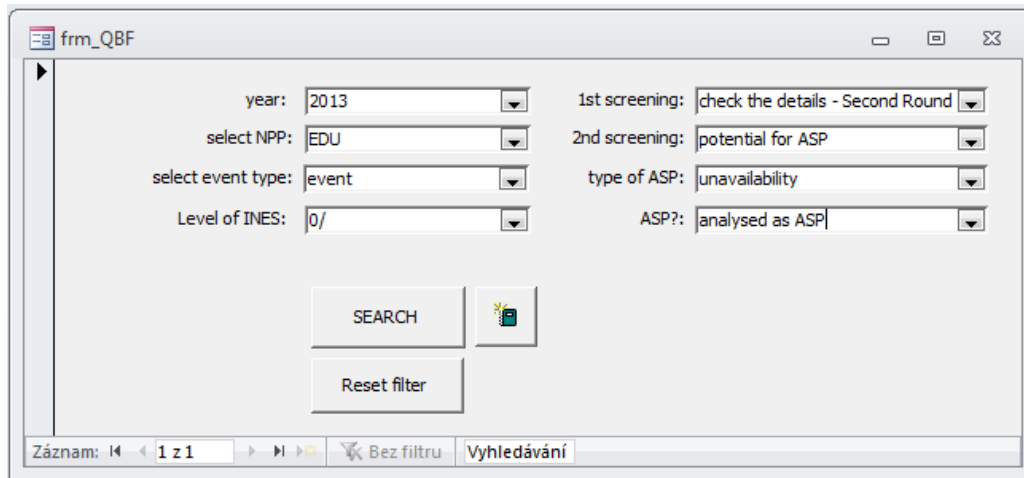 frm_QBF
year: 2013 1st screening: check the details - Second Round
select NPP: EDU 2nd screening: potential for ASP
select event type: event type of ASP: unavailability
Level of INES: 0/ ASP?: analysed as ASP
SEARCH
Reset filter
Záznam: 1 z 1 Bez filtru Vyhledávání